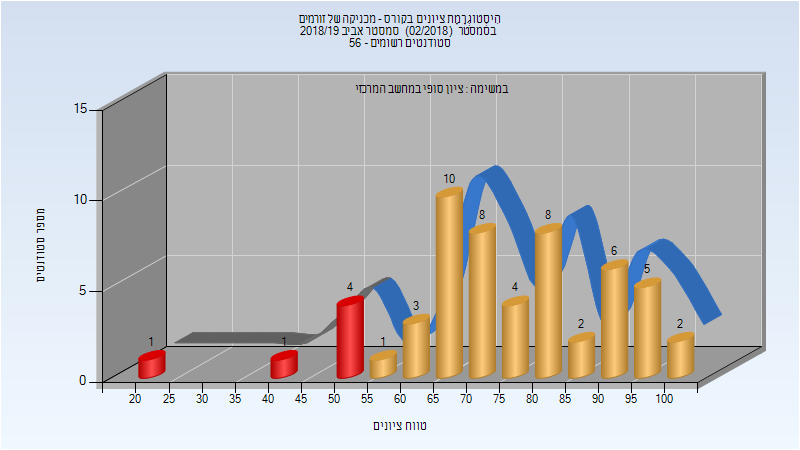 היסטוגרמת ציונים בקורס - מכניקה של זורמים
בסמסטר (02/2018) סמסטר אביב 2018/19
סטודנטים רשומים - 56
במשימה : ציון סופי במחשב המרכזי
מספר סטודנטים
15
10
5
0
1
1
4
1
3
10
8
4
8
2
6
5
2
20 25 30 35 40 45 50 55 60 65 70 75 80 85 90 95 100
טווח ציונים